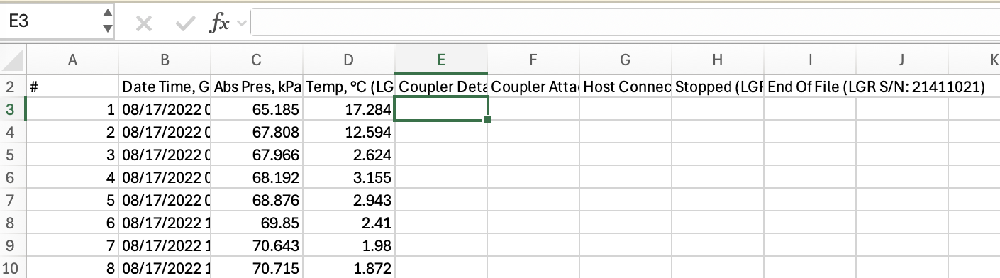 E3 fx
A B C D E F G H I J K
2 # Date Time, G Abs Pres, kPa Temp, °C (LG Coupler Deta Coupler Atta Host Connec Stopped (LGR End Of File (LGR S/N: 21411021)
3 1 08/17/2022 0 65.185 17.284
4 2 08/17/2022 0 67.808 12.594
5 3 08/17/2022 0 67.966 2.624
6 4 08/17/2022 0 68.192 3.155
7 5 08/17/2022 0 68.876 2.943
8 6 08/17/2022 1 69.85 2.41
9 7 08/17/2022 1 70.643 1.98
10 8 08/17/2022 1 70.715 1.872